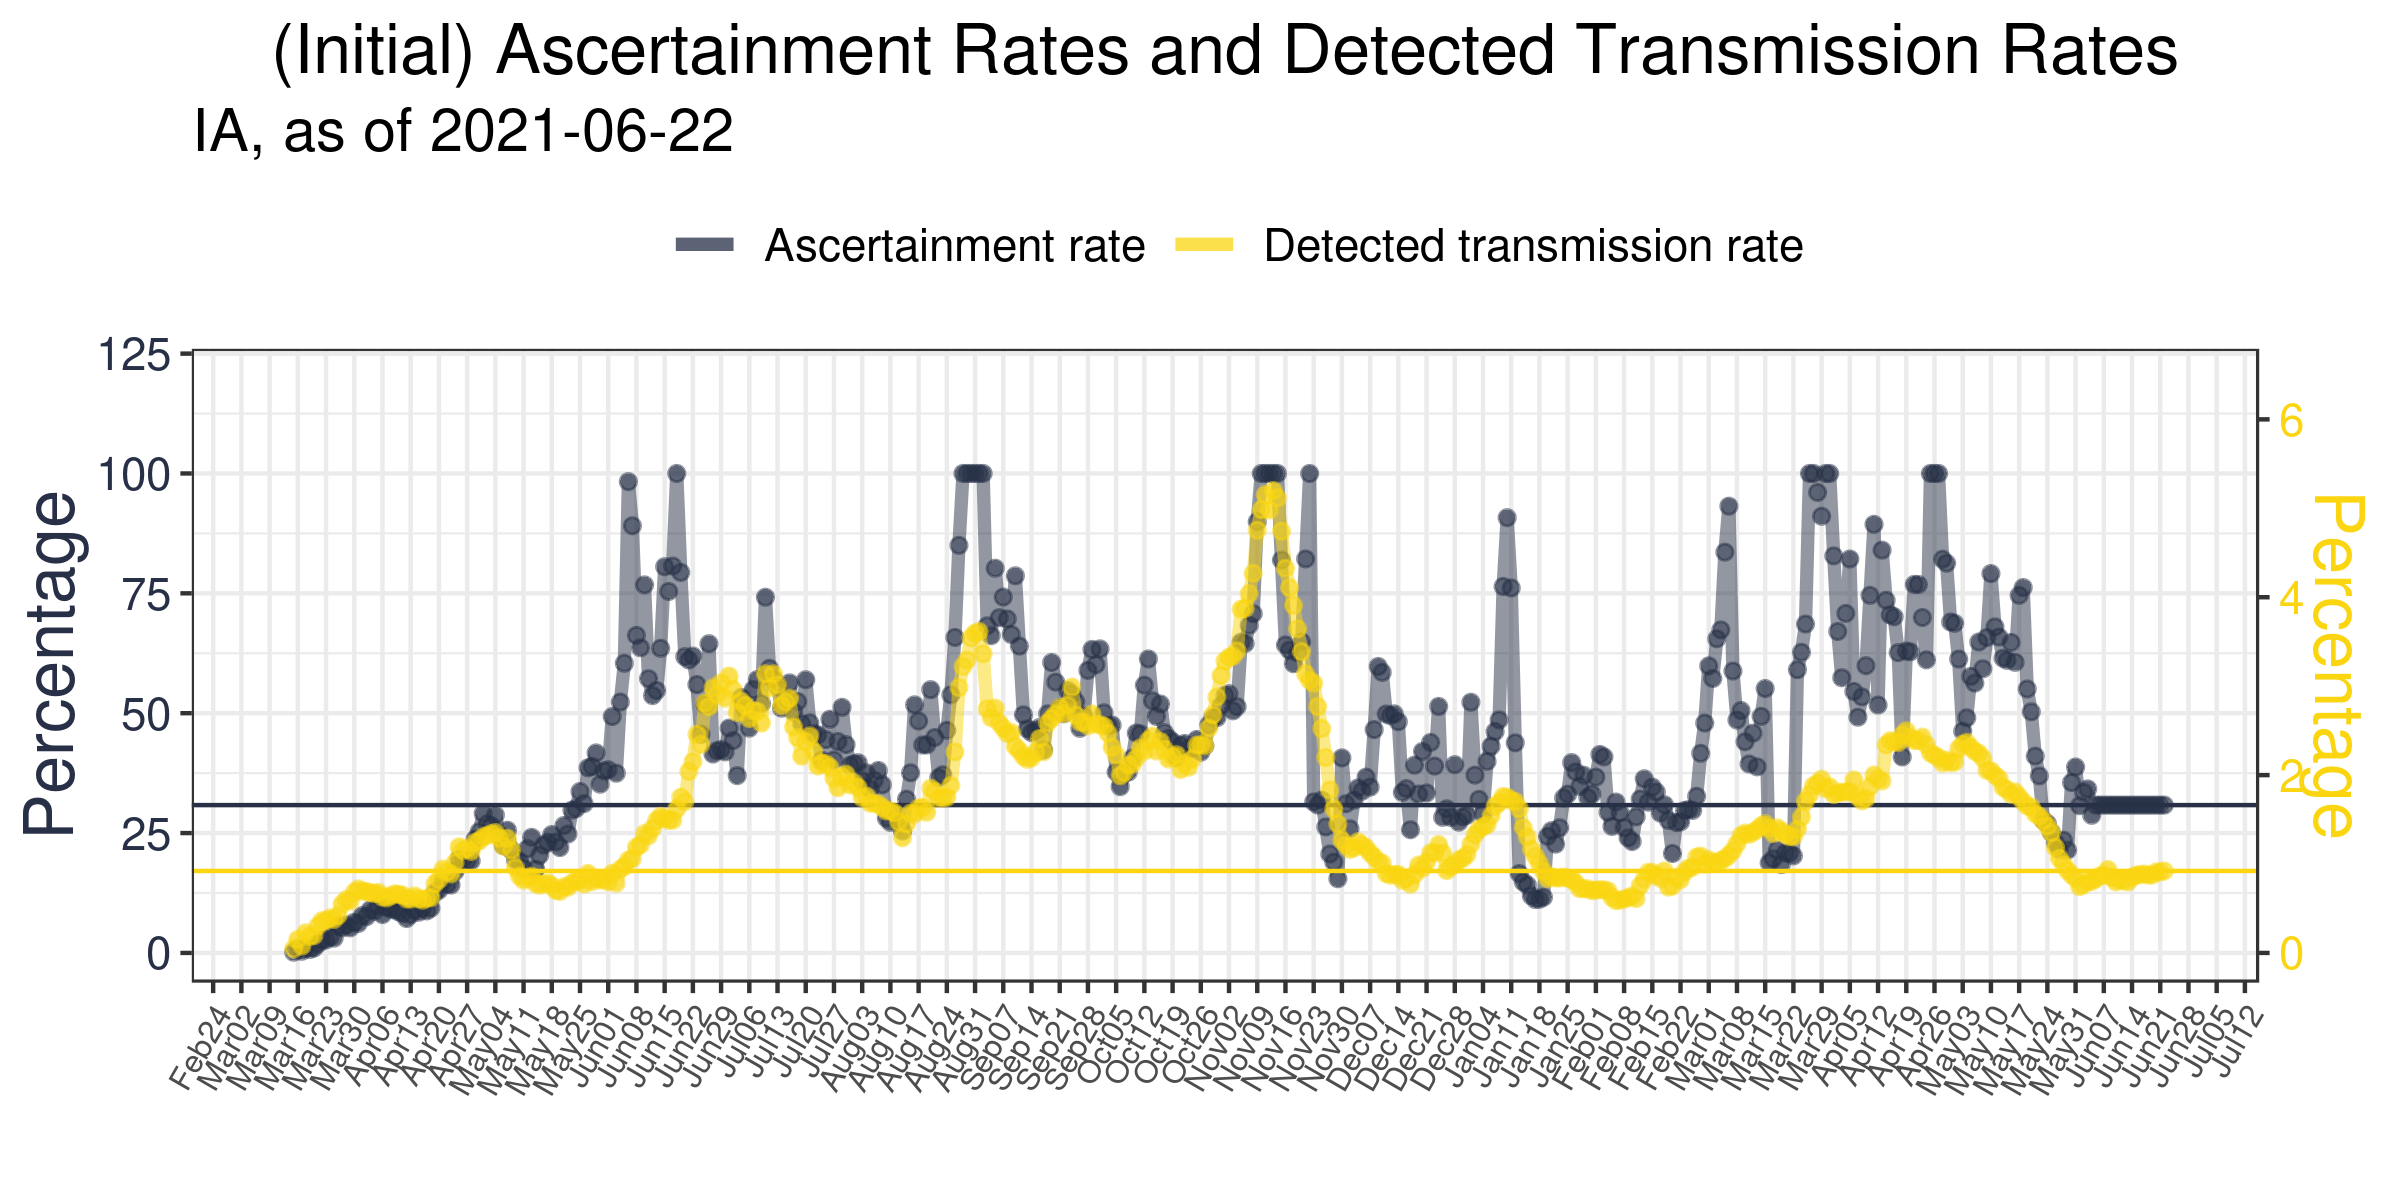 (Initial) Ascertainment Rates and Detected Transmission Rates
IA, as of 2021-06-22
Ascertainment rate
Detected transmission rate
Percentage
125
100
75
50
25
0
6
4
2
0
Percentage
Feb24
Mar02
Mar09
Mar16
Mar23
Mar30
Apr06
Apr13
Apr20
Apr27
May04
May11
May18
May25
Jun01
Jun08
Jun15
Jun22
Jun29
Jul06
Jul13
Jul20
Jul27
Aug03
Aug10
Aug17
Aug24
Aug31
Sep07
Sep14
Sep21
Sep28
Oct05
Oct12
Oct19
Oct26
Nov02
Nov09
Nov16
Nov23
Nov30
Dec07
Dec14
Dec21
Dec28
Jan04
Jan11
Jan18
Jan25
Feb01
Feb08
Feb15
Feb22
Mar01
Mar08
Mar15
Mar22
Mar29
Apr05
Apr12
Apr19
Apr26
May03
May10
May17
May24
May31
Jun07
Jun14
Jun21
Jun28
Jul05
Jul12